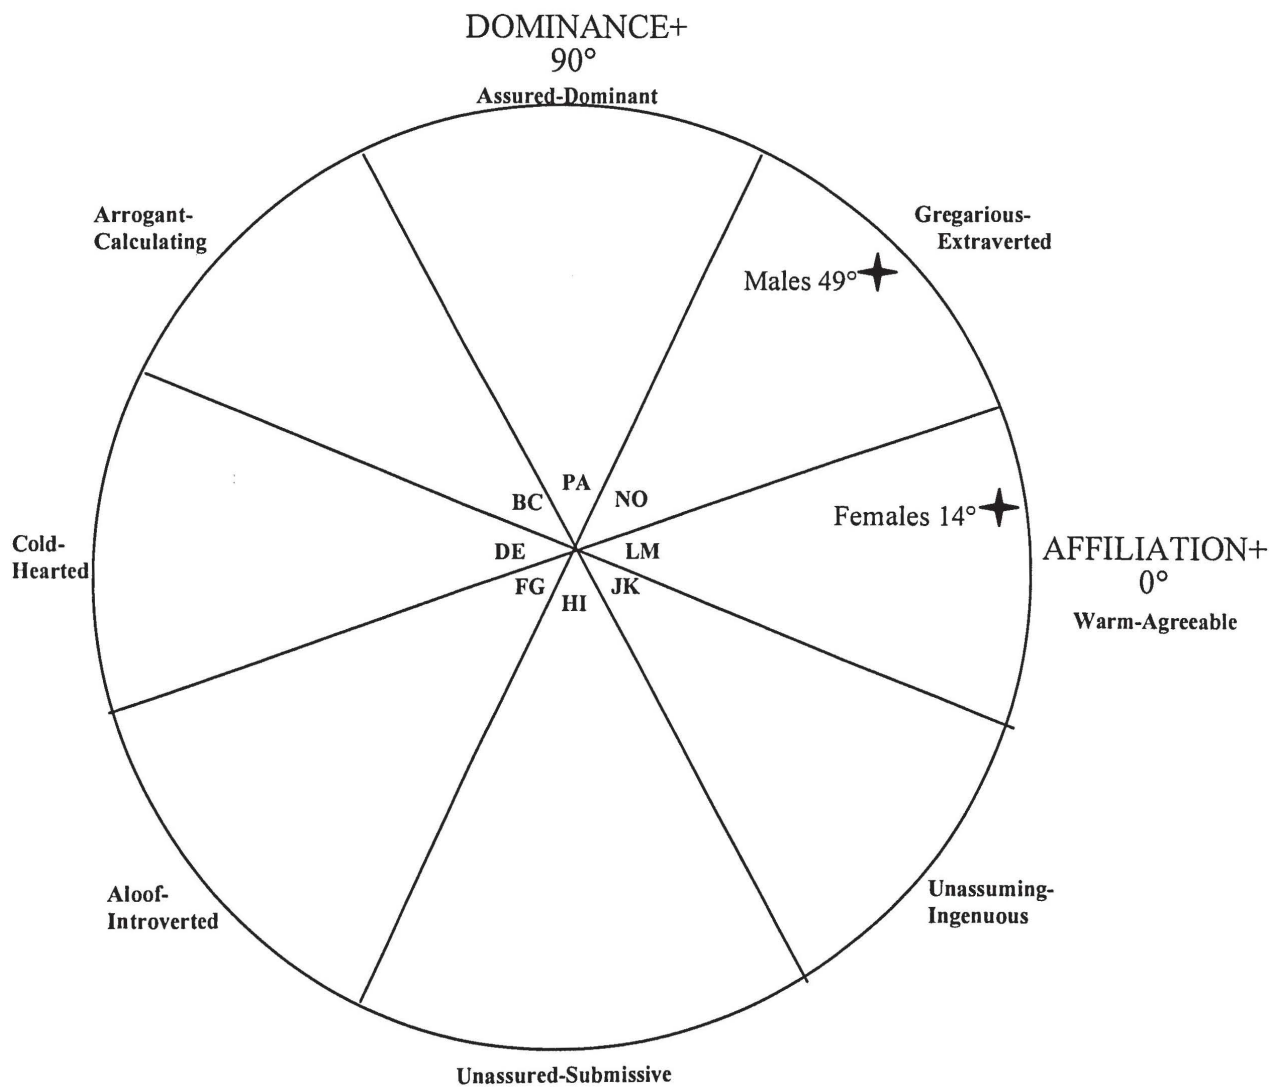 DOMINANCE+
90°
Assured-Dominant
Arrogant-
Calculating
Gregarious-
Extraverted
Males 49°
PA
BC
NO
Females 14°
Cold-
Hearted
DE
LM
AFFILIATION+
0°
FG
JK
HI
Warm-Agreeable
Aloof-
Introverted
Unassuming-
Ingenuous
Unassured-Submissive